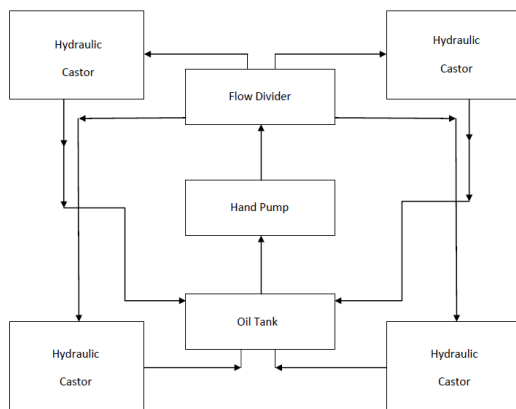 Hydraulic
Castor
Hydraulic
Castor
Flow Divider
Hand Pump
Oil Tank
Hydraulic
Castor
Hydraulic
Castor